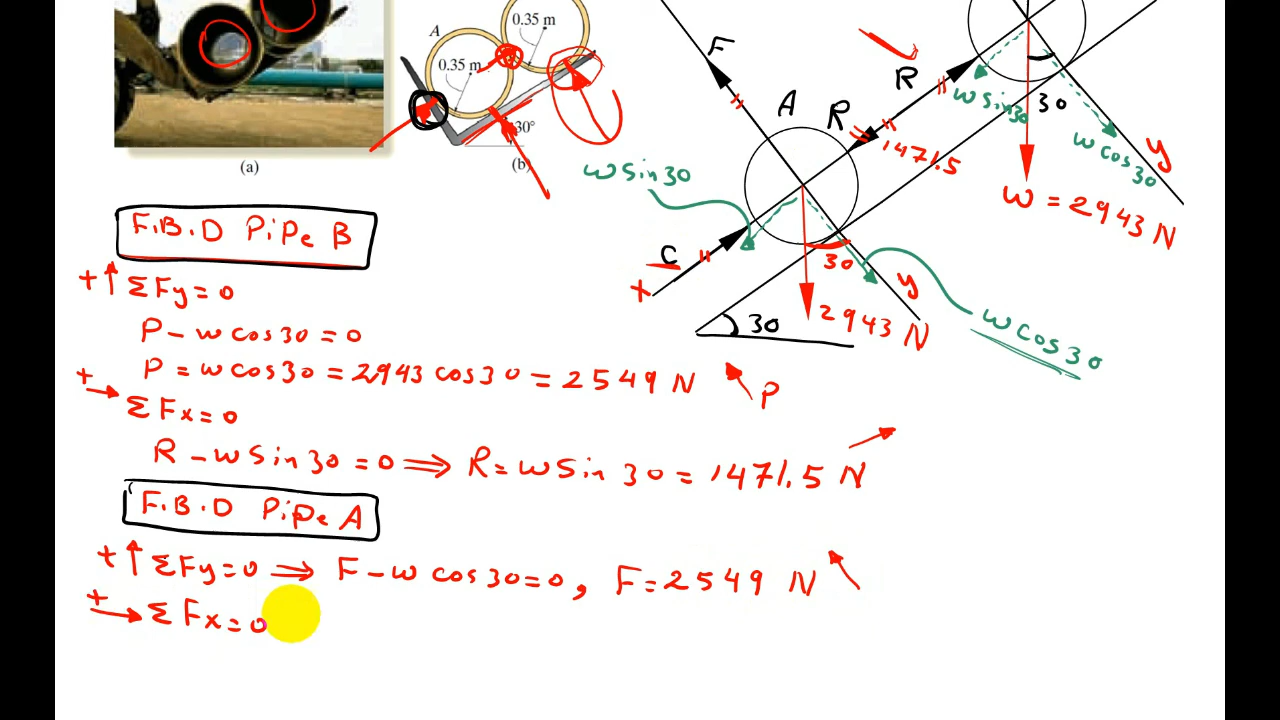 A
0.35 m
0.35 m
30°
(a)
(b)
F
A
R
R
= 1471.5
w sin 30
w cos 30
30
y
W = 2943 N
w sin 30
C
x
30
y
2943 N
w cos 30
30
F.B.D PiPe B
+↑ ΣFy = 0
P - w cos 30 = 0
P = w cos 30 = 2943 cos 30 = 2549 N
P
+→ ΣFx = 0
R - w sin 30 = 0 ⟹ R = w sin 30 = 1471.5 N
F.B.D PiPe A
+↑ ΣFy = 0 ⟹ F - w cos 30 = 0, F = 2549 N
+→ ΣFx = 0